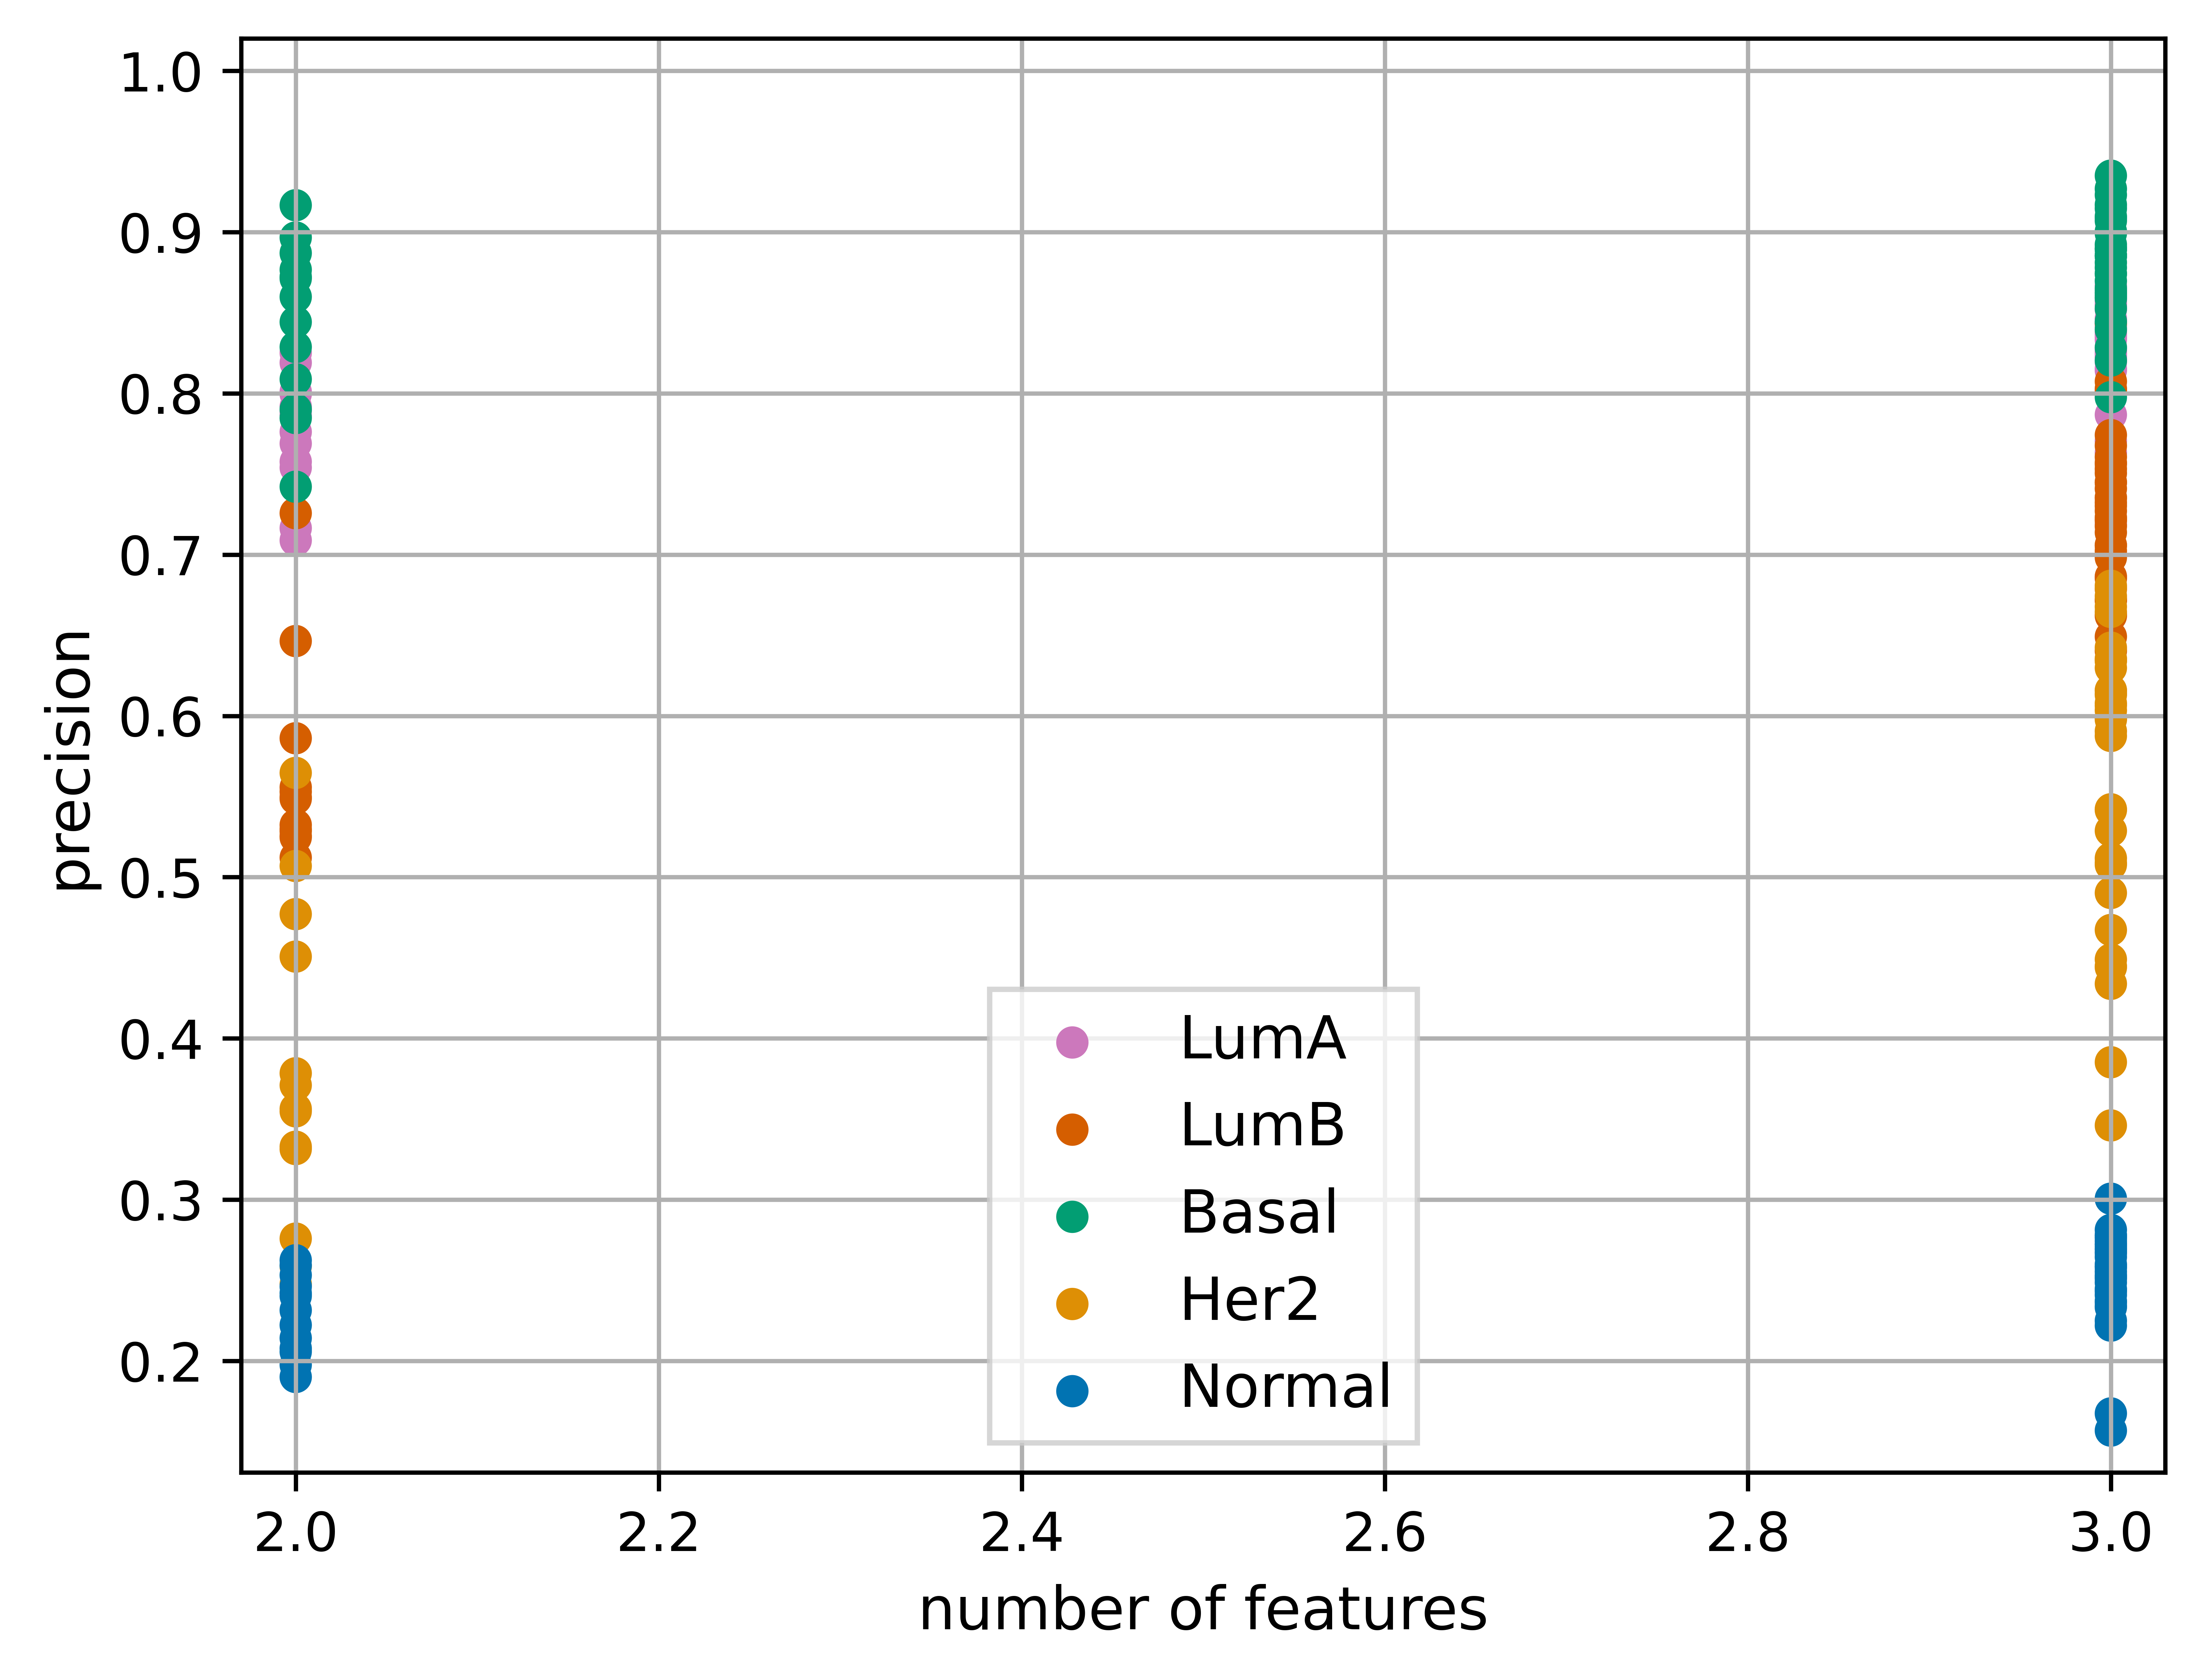 1.0
0.9
0.8
0.7
0.6
0.5
0.4
0.3
0.2
precision
LumA
LumB
Basal
Her2
Normal
2.0 2.2 2.4 2.6 2.8 3.0
number of features